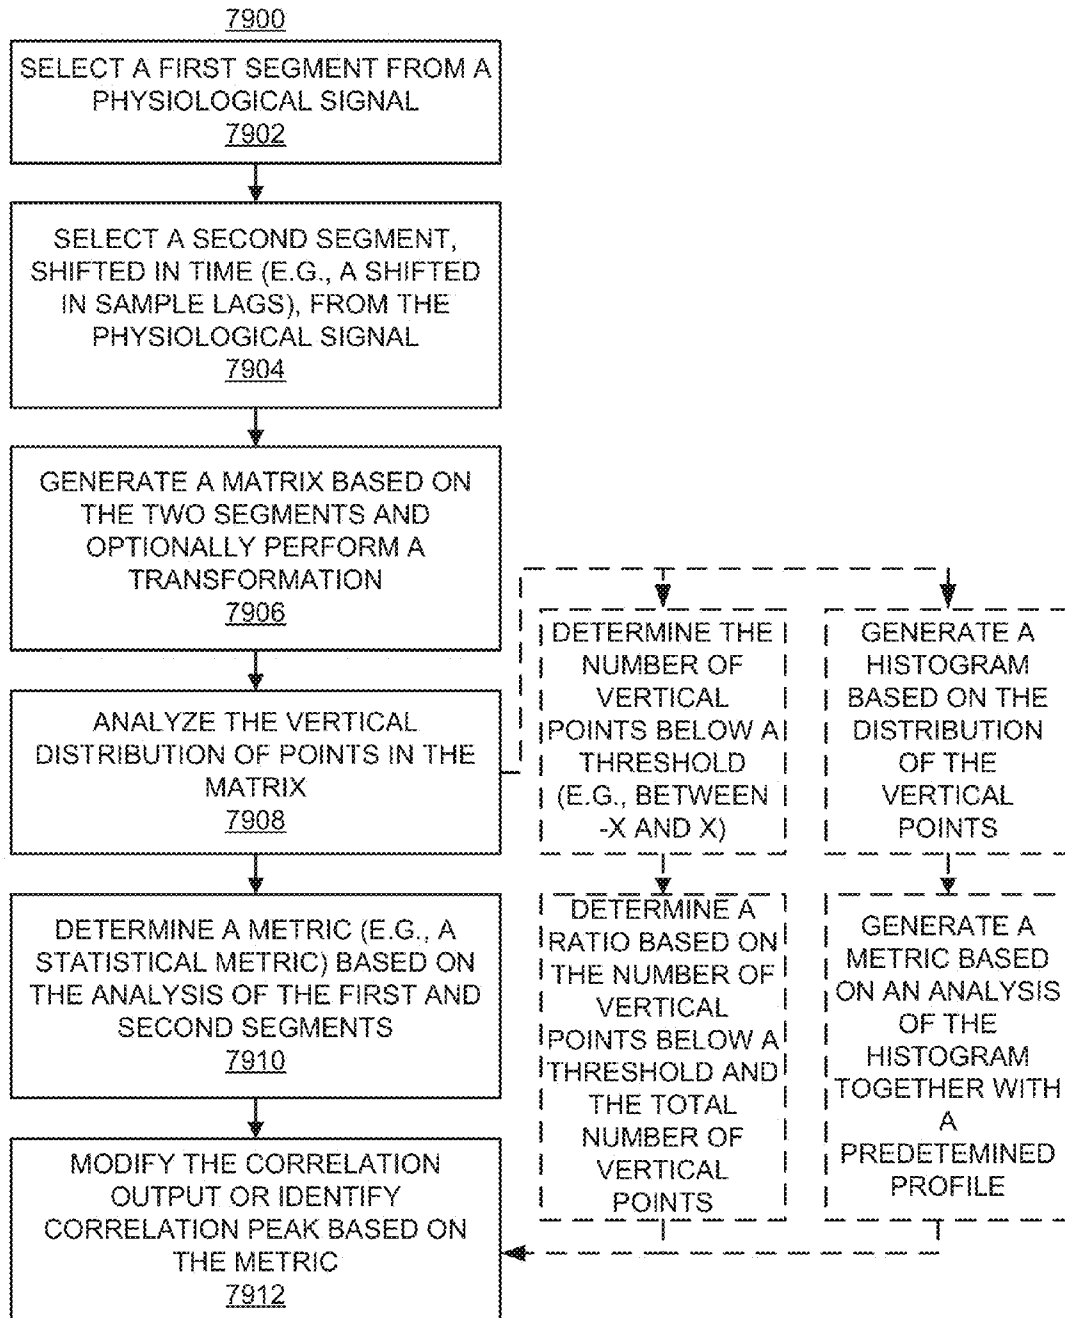 7900
SELECT A FIRST SEGMENT FROM A
PHYSIOLOGICAL SIGNAL
7902
SELECT A SECOND SEGMENT,
SHIFTED IN TIME (E.G., A SHIFTED
IN SAMPLE LAGS), FROM THE
PHYSIOLOGICAL SIGNAL
7904
GENERATE A MATRIX BASED ON
THE TWO SEGMENTS AND
OPTIONALLY PERFORM A
TRANSFORMATION
7906
ANALYZE THE VERTICAL
DISTRIBUTION OF POINTS IN THE
MATRIX
7908
DETERMINE A METRIC (E.G., A
STATISTICAL METRIC) BASED ON
THE ANALYSIS OF THE FIRST AND
SECOND SEGMENTS
7910
MODIFY THE CORRELATION
OUTPUT OR IDENTIFY
CORRELATION PEAK BASED ON
THE METRIC
7912
DETERMINE THE
NUMBER OF
VERTICAL
POINTS BELOW A
THRESHOLD
(E.G., BETWEEN
-X AND X)
DETERMINE A
RATIO BASED ON
THE NUMBER OF
VERTICAL
POINTS BELOW A
THRESHOLD AND
THE TOTAL
NUMBER OF
VERTICAL
POINTS
GENERATE A
HISTOGRAM
BASED ON THE
DISTRIBUTION
OF THE
VERTICAL
POINTS
GENERATE A
METRIC BASED
ON AN ANALYSIS
OF THE
HISTOGRAM
TOGETHER WITH
A
PREDETEMINED
PROFILE